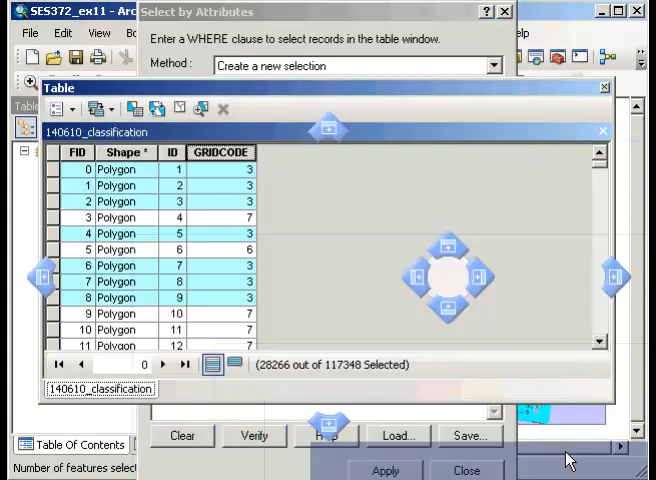 SES372_ex11 - Arc
Select by Attributes
File Edit View Bo
elp
Enter a WHERE clause to select records in the table window.
Method : Create a new selection
Table
140610_classification
FID Shape * ID GRIDCODE
0 Polygon 1 3
1 Polygon 2 3
2 Polygon 3 3
3 Polygon 4 7
4 Polygon 5 3
5 Polygon 6 6
6 Polygon 7 3
7 Polygon 8 3
8 Polygon 9 3
9 Polygon 10 7
10 Polygon 11 7
11 Polygon 12 7
0 (28266 out of 117348 Selected)
140610_classification
Clear Verify Help Load... Save...
Table Of Contents
Number of features selec
Apply Close